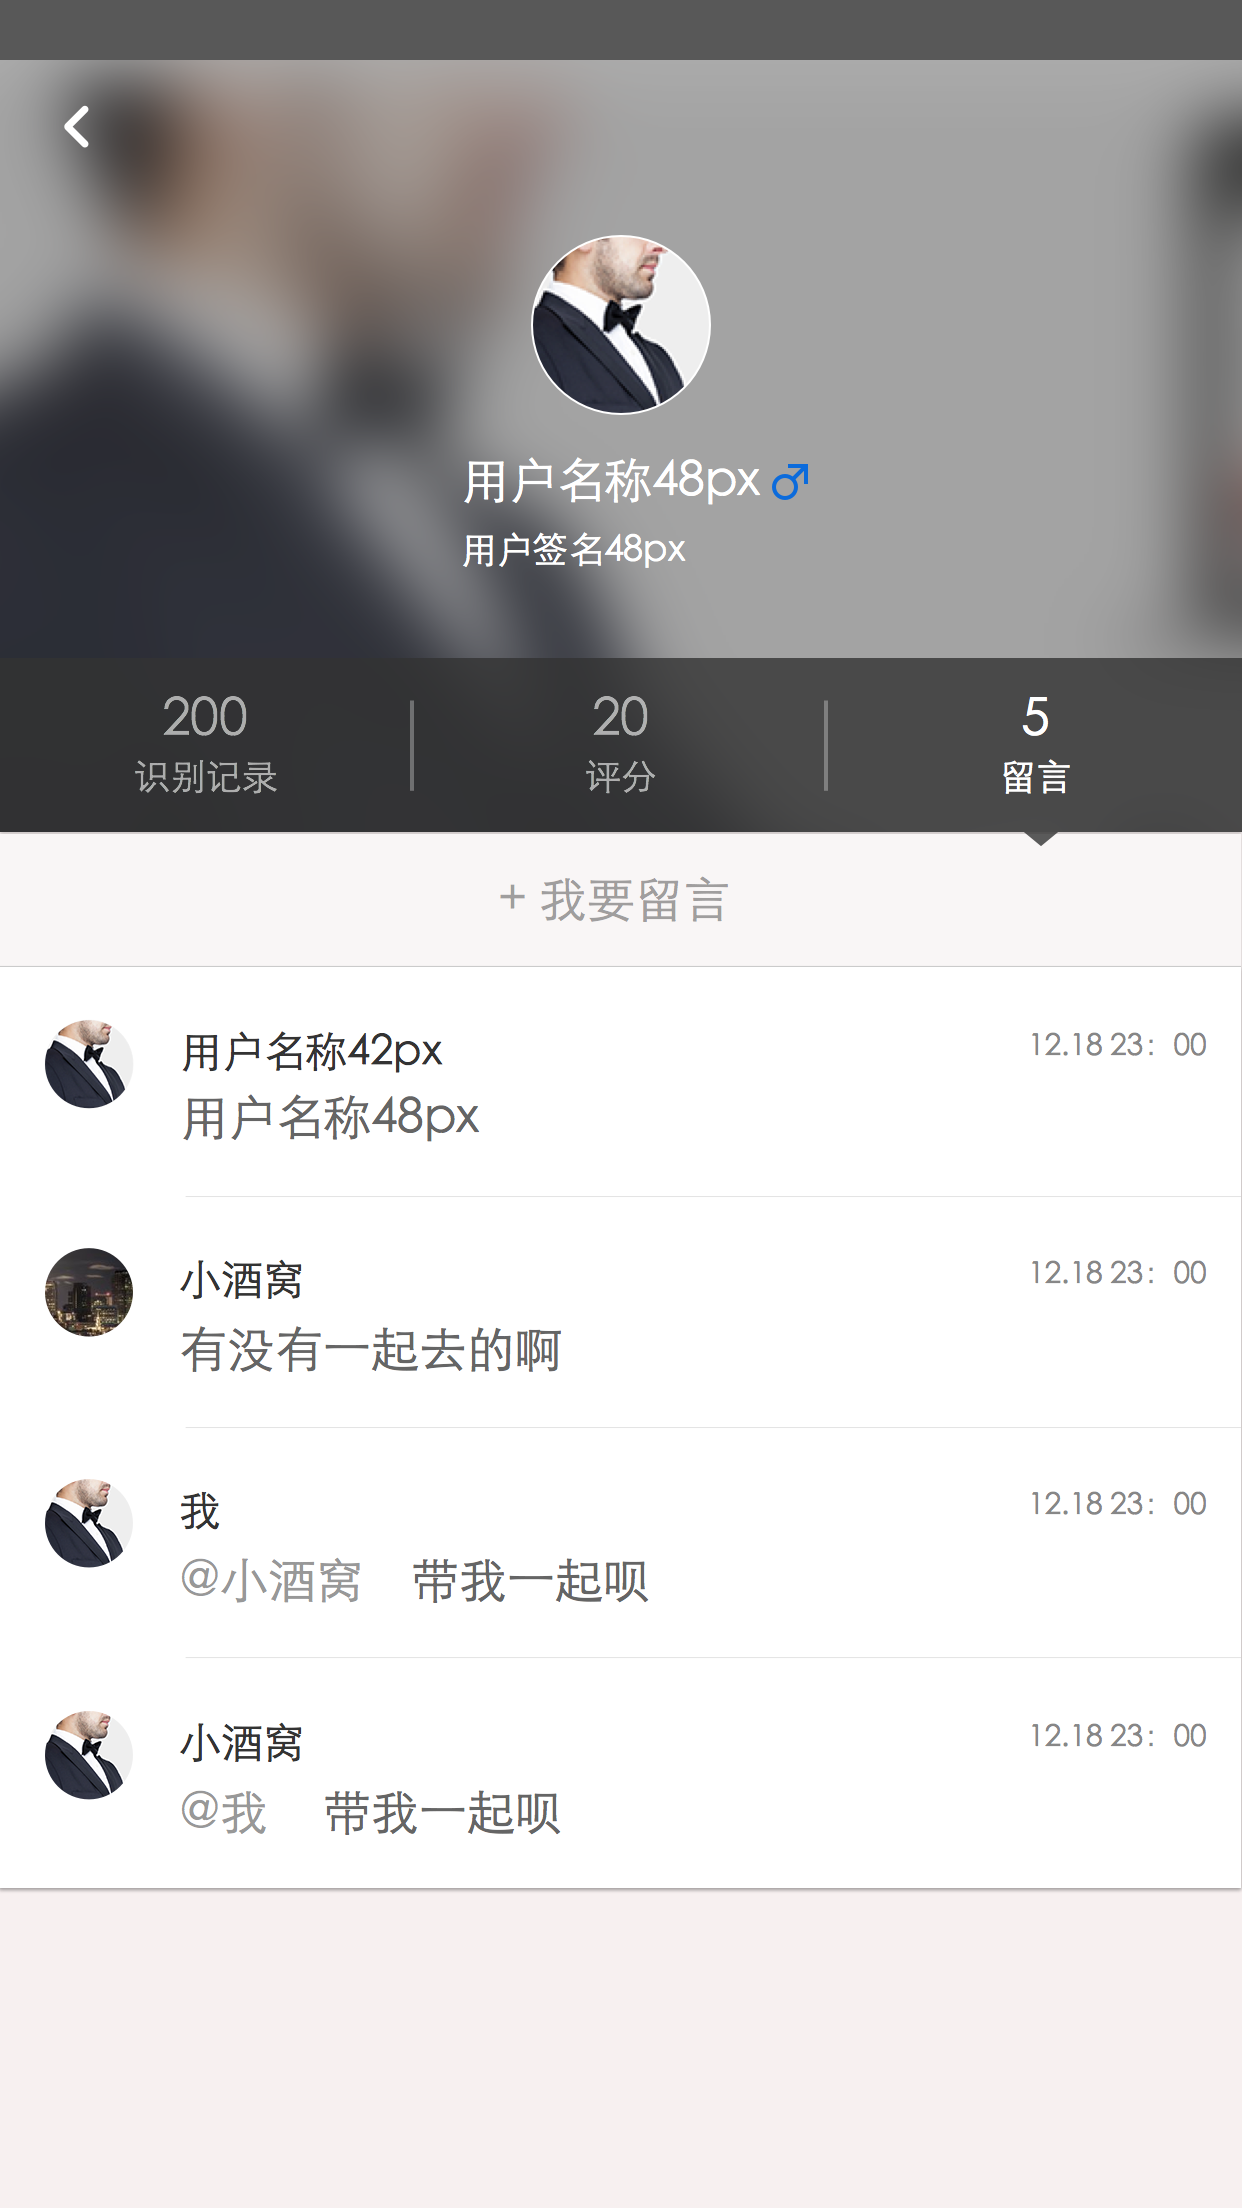 用户名称48px
用户签名48px
200
识别记录
20
评分
5
留言
+ 我要留言
用户名称42px
12.18 23：00
用户名称48px
小酒窝
12.18 23：00
有没有一起去的啊
我
12.18 23：00
@小酒窝 带我一起呗
小酒窝
12.18 23：00
@我 带我一起呗